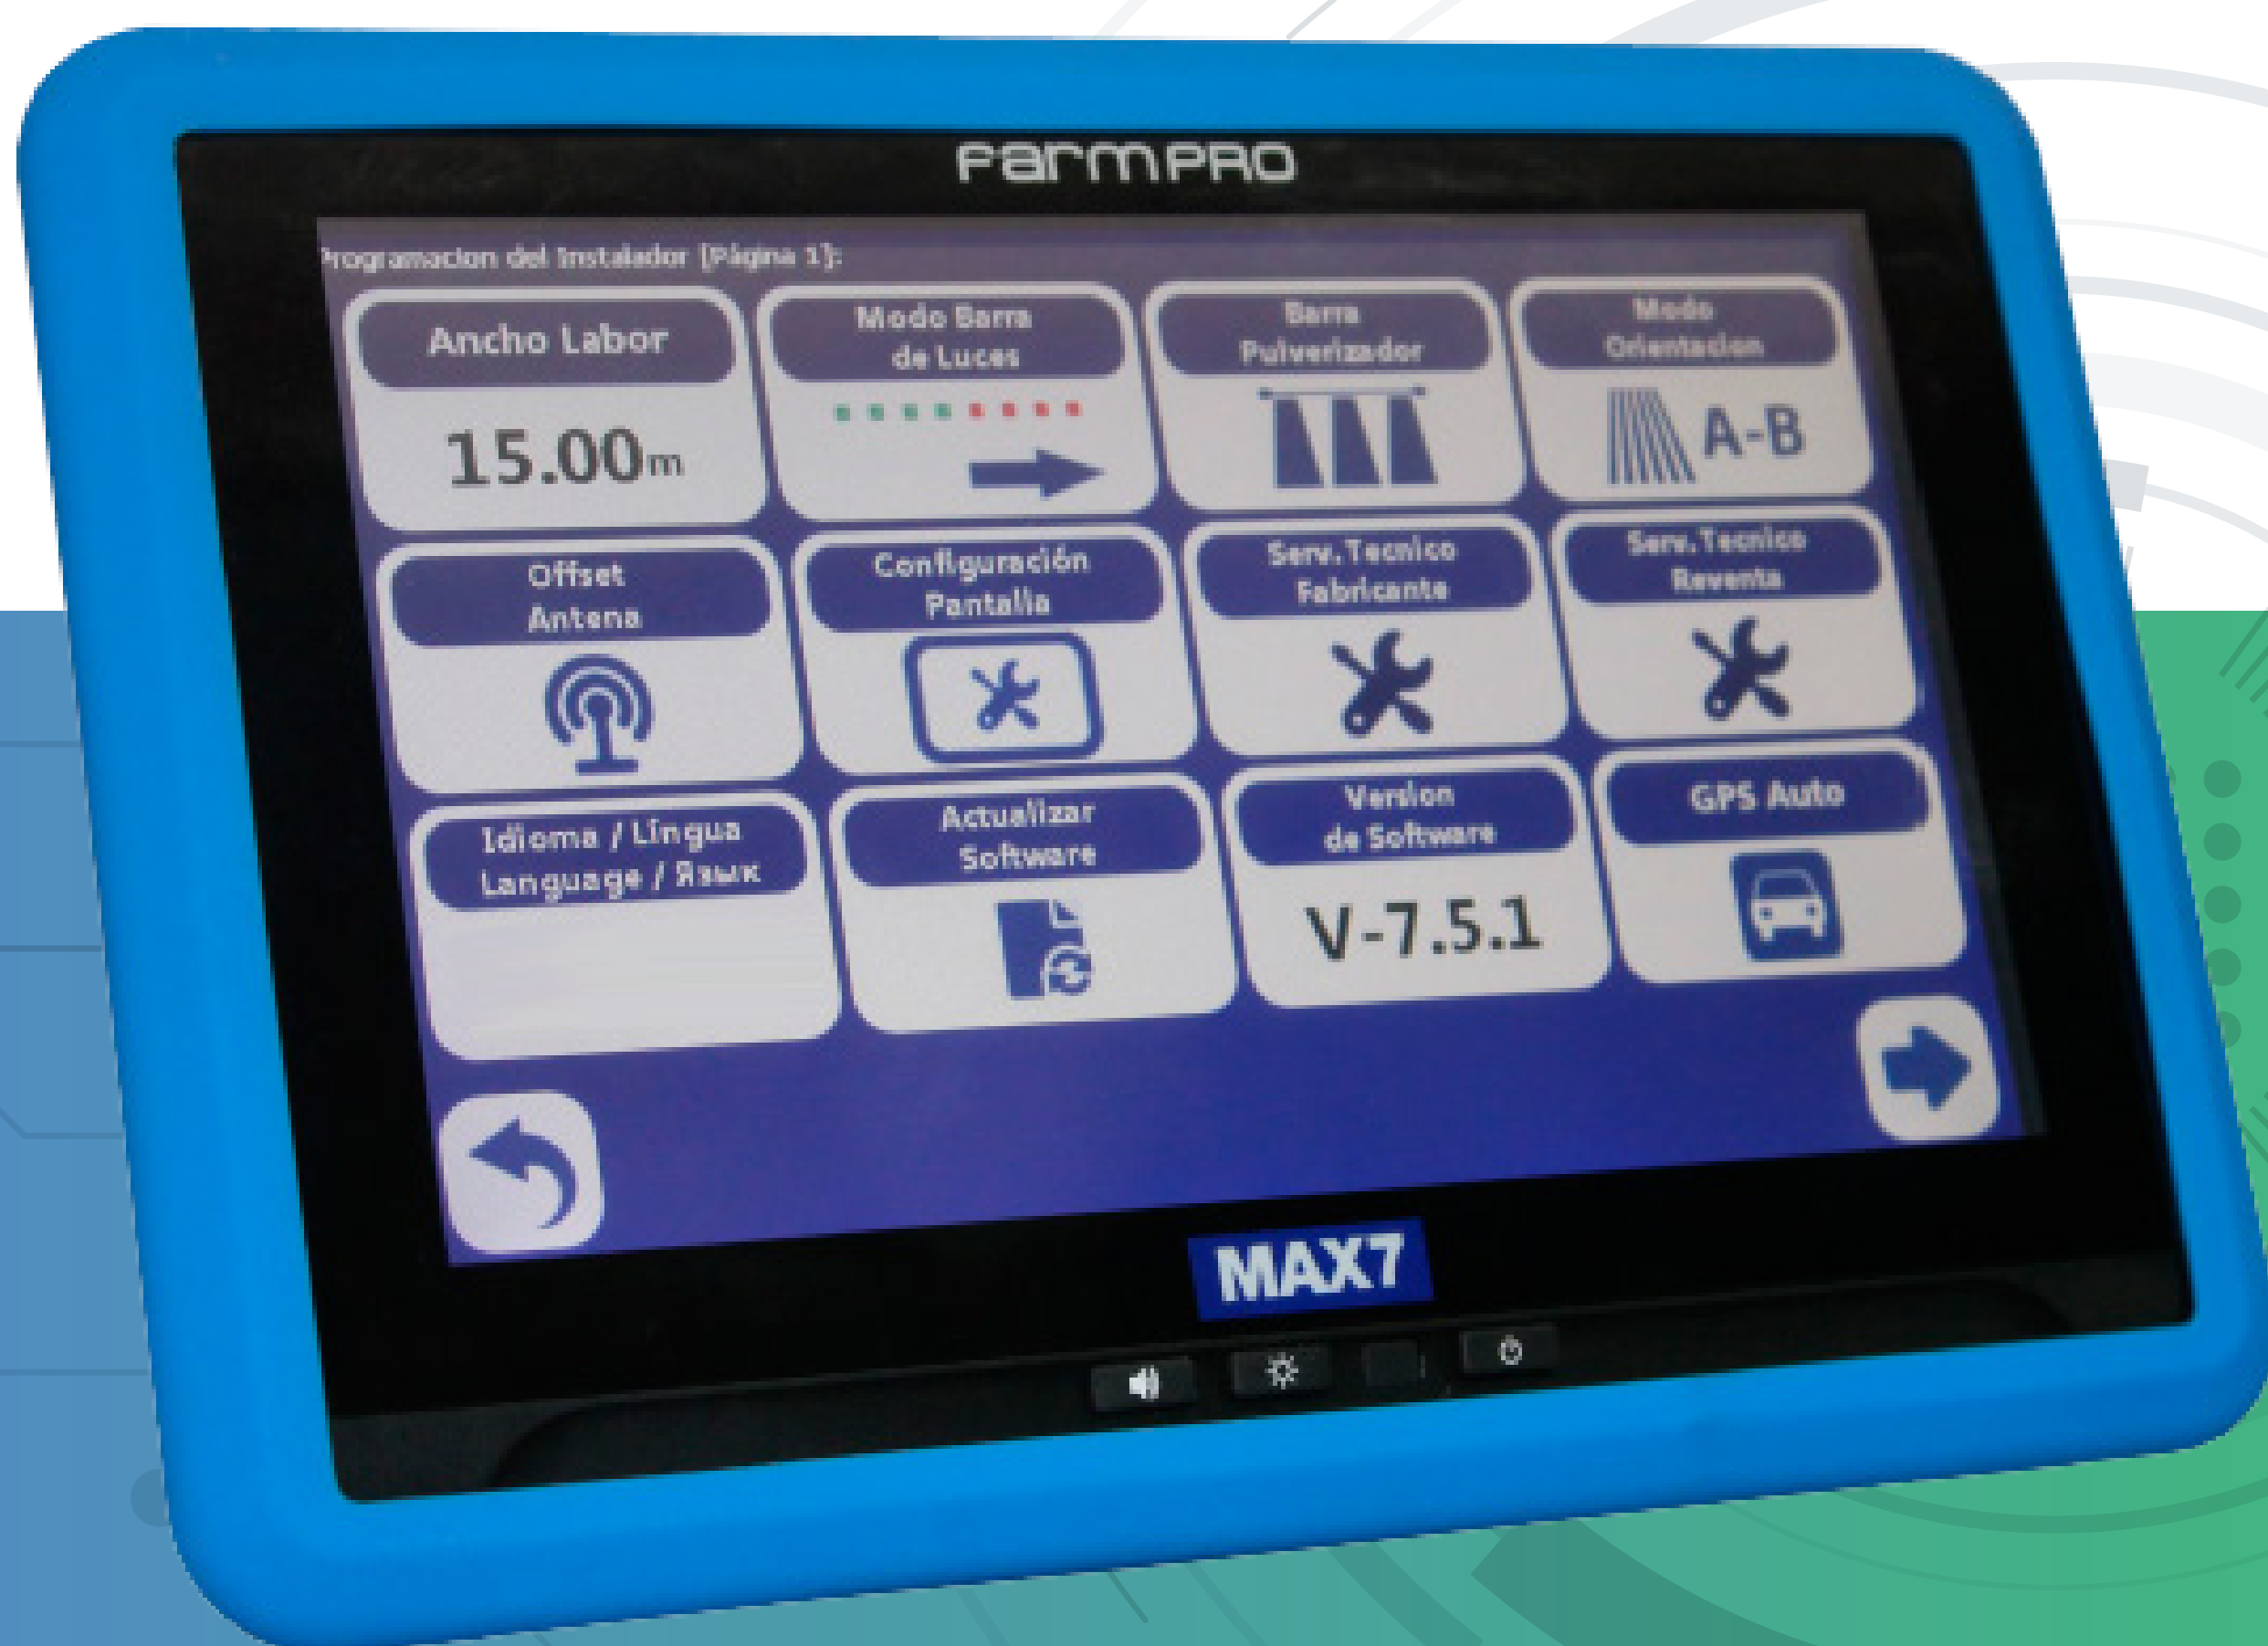 FarmPRO
Programacion del Instalador [Página 1]:
Ancho Labor
15.00m
Modo Barra
de Luces
Barra
Pulverizador
Modo
Orientacion
A-B
Offset
Antena
Configuración
Pantalla
Serv.Tecnico
Fabricante
Serv.Tecnico
Reventa
Idioma / Lingua
Language / Язык
Actualizar
Software
Version
de Software
V-7.5.1
GPS Auto
MAX7